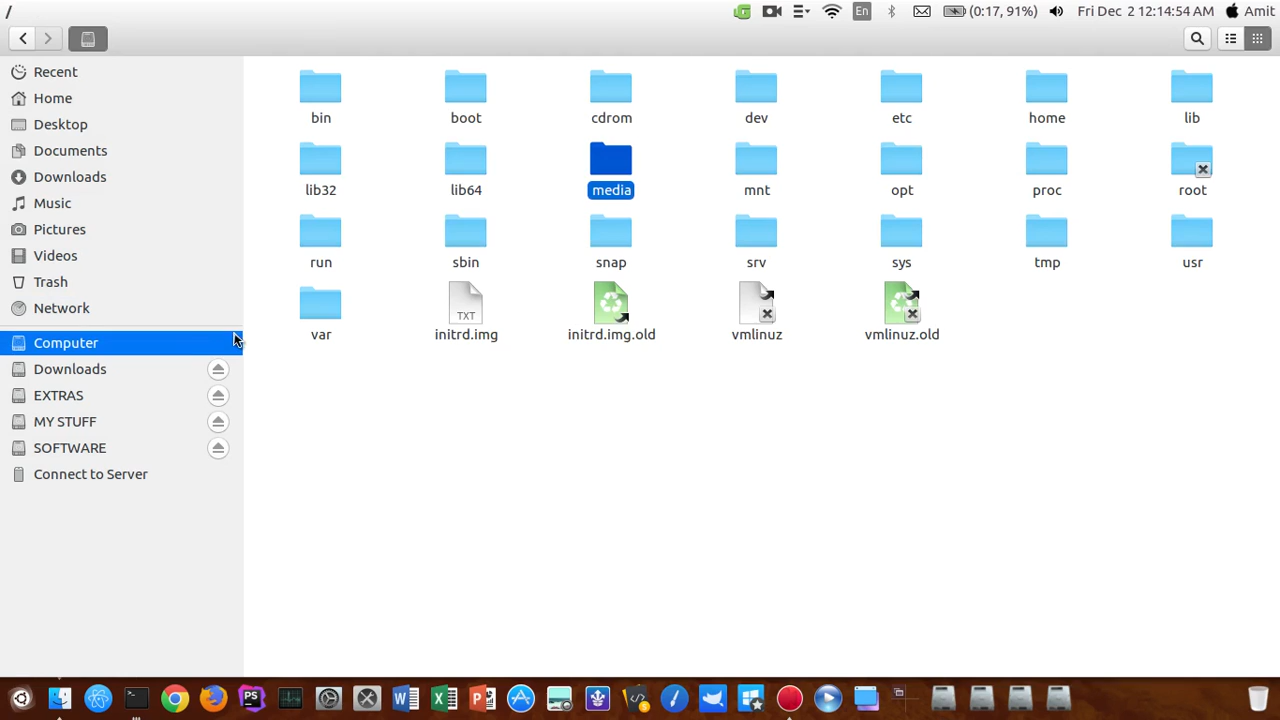 /
En
(0:17, 91%)
Fri Dec 2 12:14:54 AM
Amit
Recent
Home
Desktop
Documents
Downloads
Music
Pictures
Videos
Trash
Network
Computer
Downloads
EXTRAS
MY STUFF
SOFTWARE
Connect to Server
bin boot cdrom dev etc home lib
lib32 lib64 media mnt opt proc root
run sbin snap srv sys tmp usr
TXT
var initrd.img initrd.img.old vmlinuz vmlinuz.old
PS